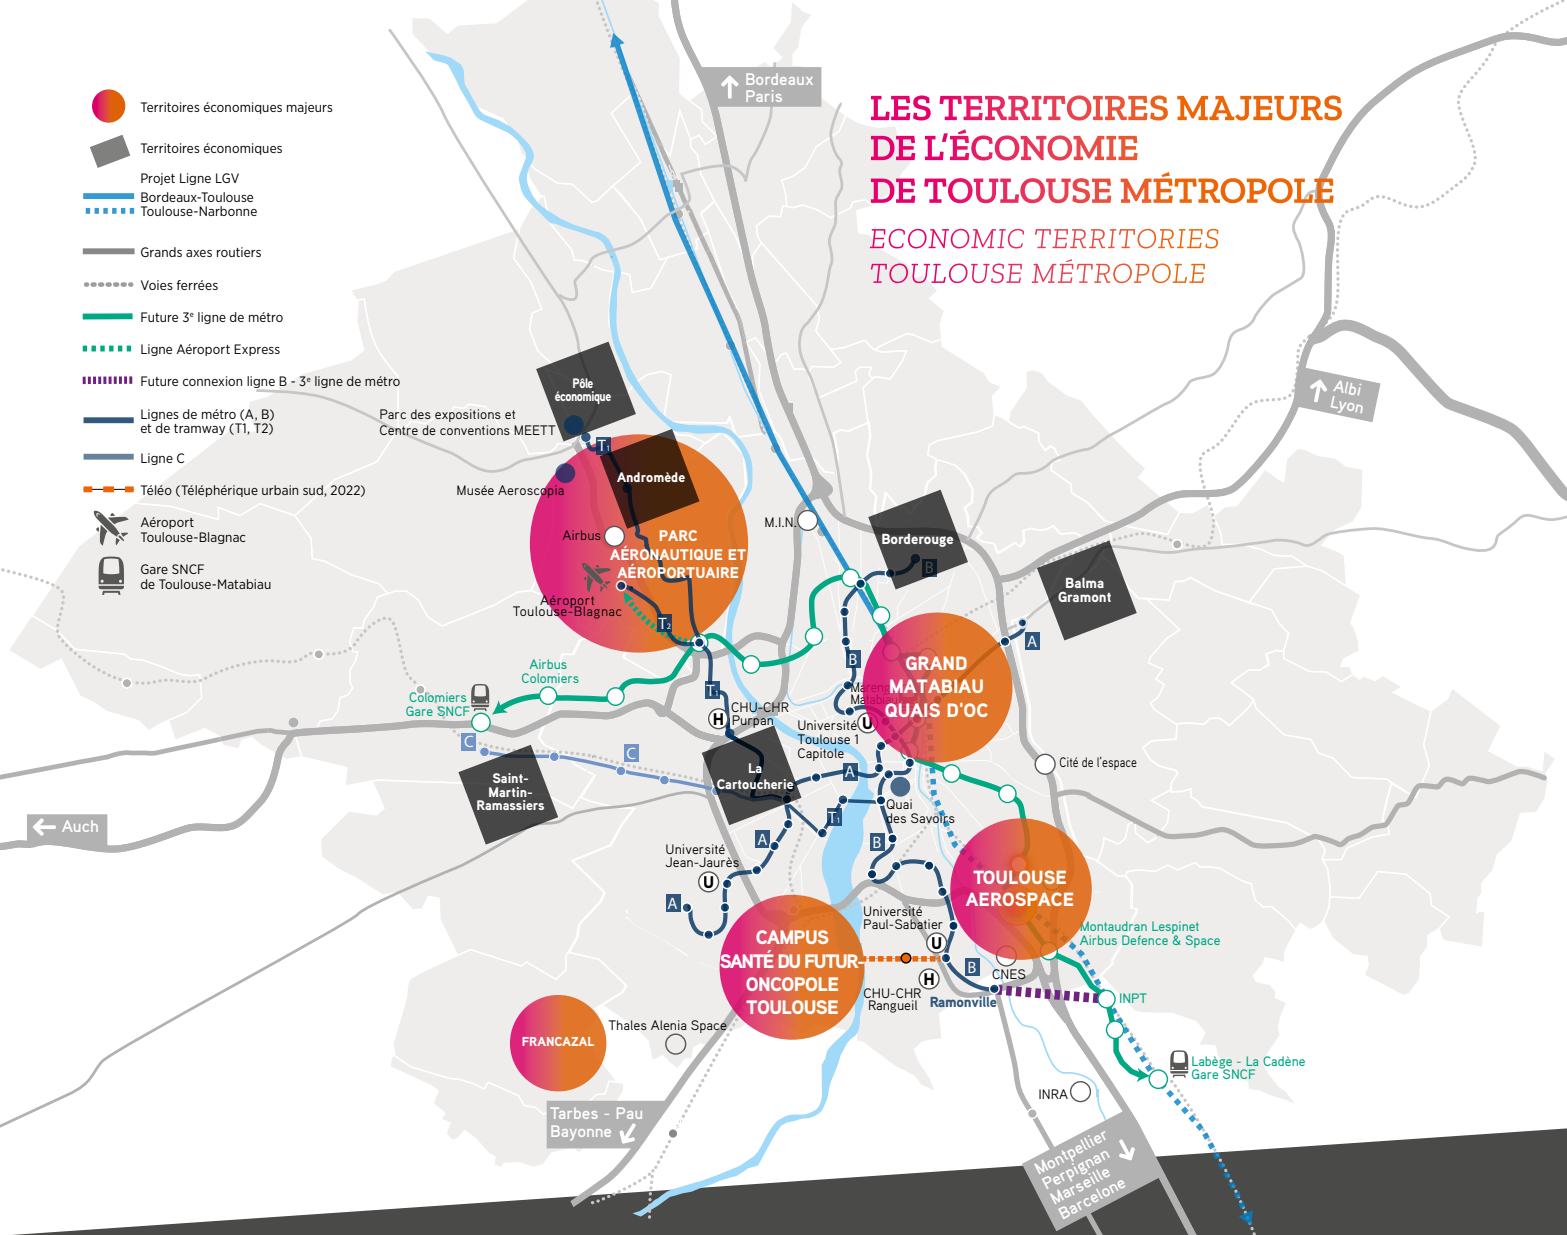 LES TERRITOIRES MAJEURS
DE L'ÉCONOMIE
DE TOULOUSE MÉTROPOLE
ECONOMIC TERRITORIES
TOULOUSE MÉTROPOLE
Territoires économiques majeurs
Territoires économiques
Projet Ligne LGV
Bordeaux-Toulouse
Toulouse-Narbonne
Grands axes routiers
Voies ferrées
Future 3e ligne de métro
Ligne Aéroport Express
Future connexion ligne B - 3e ligne de métro
Lignes de métro (A, B)
et de tramway (T1, T2)
Ligne C
Téléo (Téléphérique urbain sud, 2022)
Aéroport
Toulouse-Blagnac
Gare SNCF
de Toulouse-Matabiau
Bordeaux
Paris
Albi
Lyon
Pôle
économique
Parc des expositions et
Centre de conventions MEETT
T1
Andromède
Musée Aeroscopia
Airbus
PARC
AÉRONAUTIQUE ET
AÉROPORTUAIRE
Aéroport
Toulouse-Blagnac
T2
M.I.N.
Borderouge
B
Balma
Gramont
A
B
GRAND
MATABIAU
QUAIS D'OC
Marengo
Matabiau
Airbus
Colomiers
Colomiers
Gare SNCF
T1
H
CHU-CHR
Purpan
Université
Toulouse 1
Capitole
U
C
C
Saint-
Martin-
Ramassiers
La
Cartoucherie
A
Cité de l'espace
Quai
des Savoirs
T1
Auch
A
B
Université
Jean-Jaurès
U
A
TOULOUSE
AEROSPACE
Université
Paul-Sabatier
U
Montaudran Lespinet
Airbus Defence & Space
CAMPUS
SANTÉ DU FUTUR-
ONCOPOLE
TOULOUSE
B
CNES
H
CHU-CHR
Rangueil
Ramonville
INPT
FRANCAZAL
Thales Alenia Space
Labège - La Cadène
Gare SNCF
INRA
Tarbes - Pau
Bayonne
Montpellier
Perpignan
Marseille
Barcelone